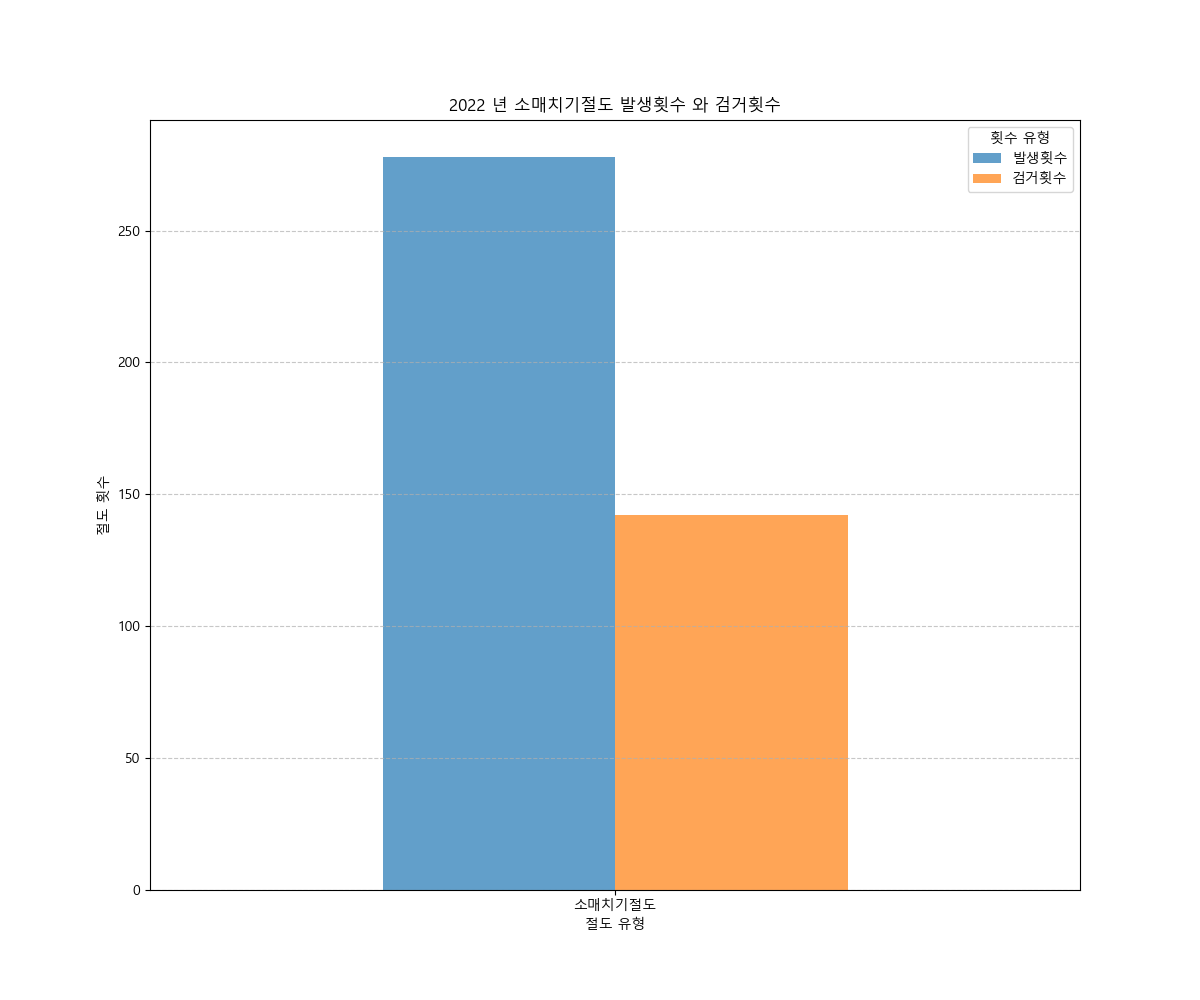 2022 년 소매치기절도 발생횟수 와 검거횟수
횟수 유형
발생횟수
검거횟수
250
200
150
100
50
0
절도 횟수
소매치기절도
절도 유형